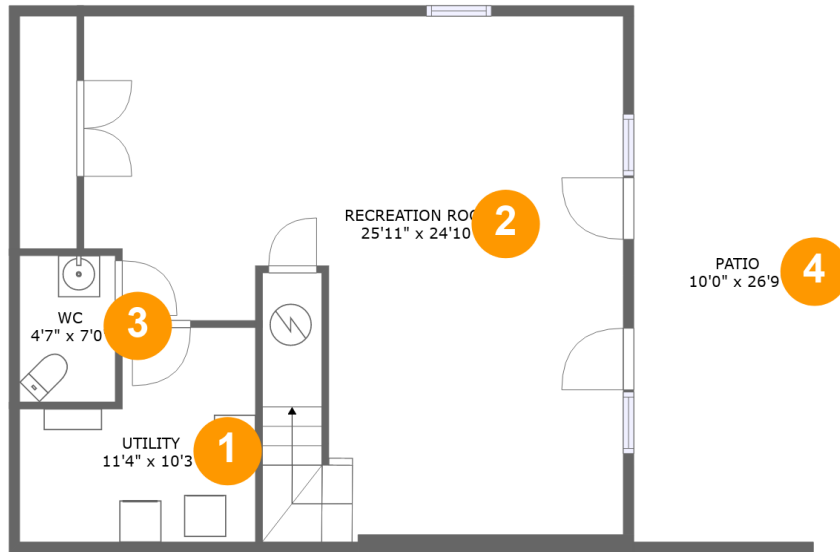 RECREATION ROO
2
25'11" x 24'10
PATIO
4
10'0" x 26'9
WC
3
4'7" x 7'0
UTILITY
1
11'4" x 10'3